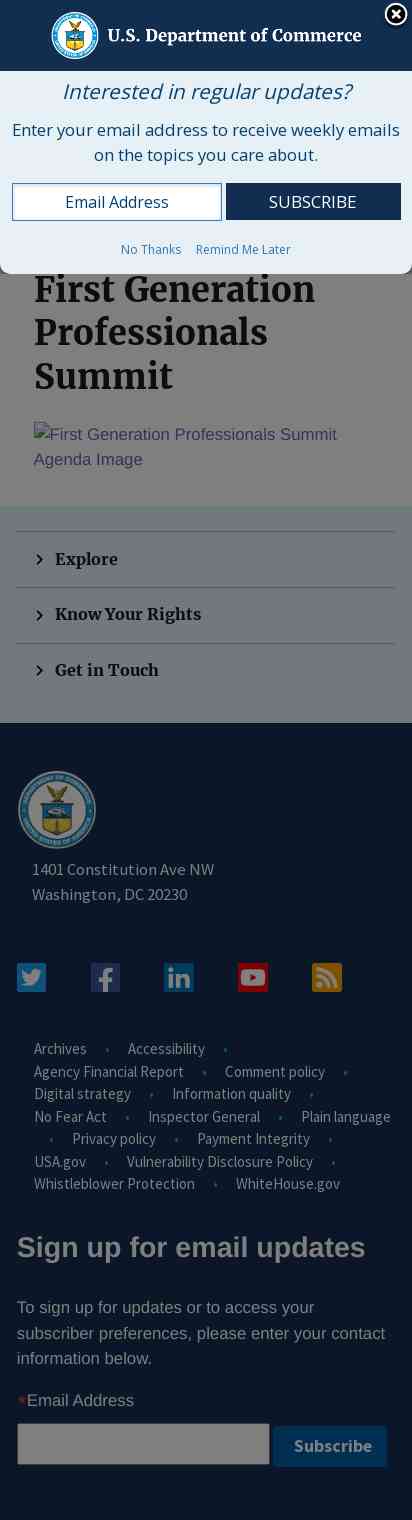 U.S. Department of Commerce
Interested in regular updates?
Enter your email address to receive weekly emails
on the topics you care about.
Email Address
SUBSCRIBE
No Thanks Remind Me Later
First Generation
Professionals
Summit
First Generation Professionals Summit
Agenda Image
Explore
Know Your Rights
Get in Touch
1401 Constitution Ave NW
Washington, DC 20230
Archives • Accessibility •
Agency Financial Report • Comment policy •
Digital strategy • Information quality •
No Fear Act • Inspector General • Plain language
• Privacy policy • Payment Integrity •
USA.gov • Vulnerability Disclosure Policy •
Whistleblower Protection • WhiteHouse.gov
Sign up for email updates
To sign up for updates or to access your
subscriber preferences, please enter your contact
information below.
*Email Address
Subscribe